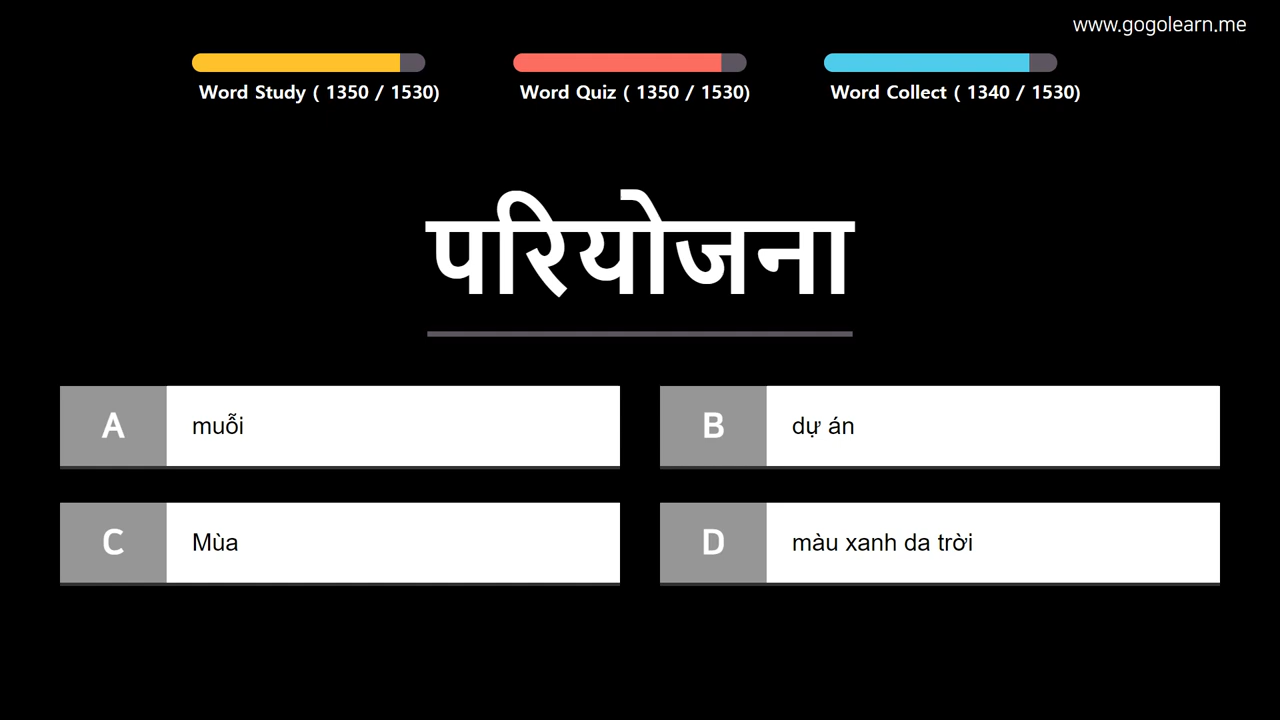 www.gogolearn.me
Word Study ( 1350 / 1530)
Word Quiz ( 1350 / 1530)
Word Collect ( 1340 / 1530)
परियोजना
A muỗi
B dự án
C Mùa
D màu xanh da trời